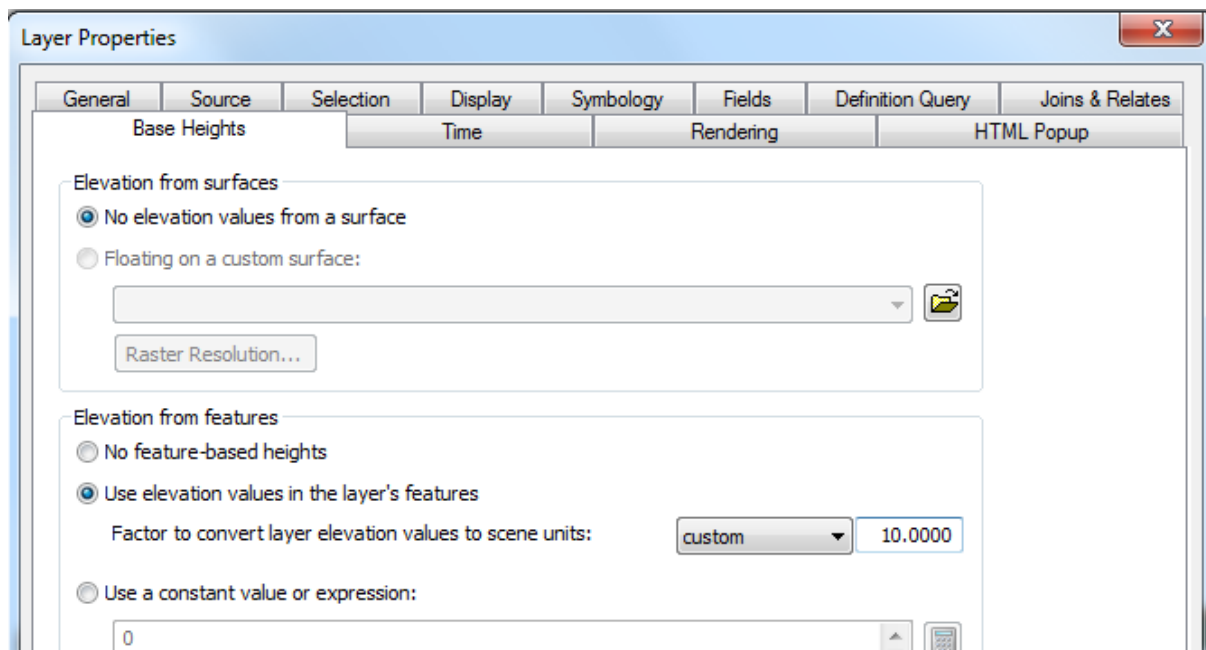 Layer Properties
General Source Selection Display Symbology Fields Definition Query Joins & Relates
Base Heights Time Rendering HTML Popup
Elevation from surfaces
No elevation values from a surface
Floating on a custom surface:
Raster Resolution...
Elevation from features
No feature-based heights
Use elevation values in the layer's features
Factor to convert layer elevation values to scene units: custom 10.0000
Use a constant value or expression:
0